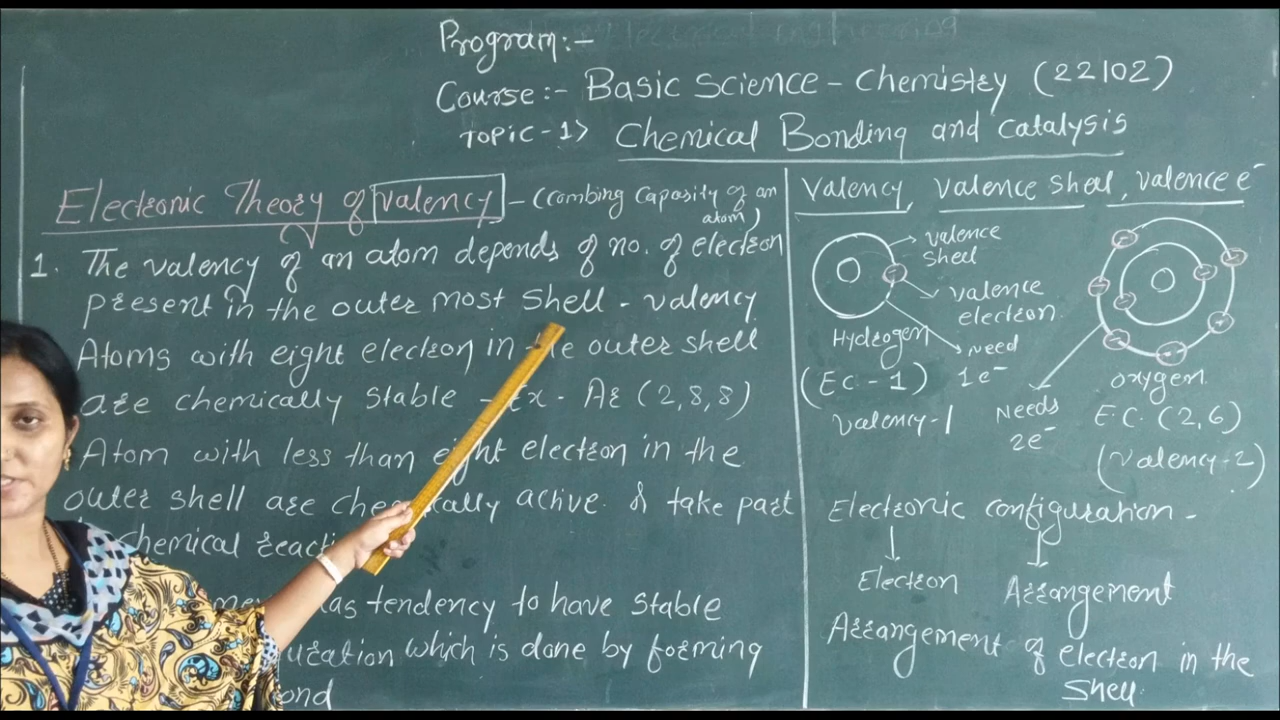 Program:-
Course:- Basic Science - Chemistry (22102)
TOPIC-1> Chemical Bonding and Catalysis
Electronic Theory of Valency - (Combing Capasity of an atom)
1. The valency of an atom depends of no. of electron
present in the outer most shell - valency
Atoms with eight electron in the outer shell
are chemically stable - Ex - Ar (2,8,8)
Atom with less than eight electron in the
outer shell are chemically active & take part
chemical
has tendency to have stable
which is done by forming
Valency, valence shell, valence e-
valence shell
valence electron.
Hydrogen
Need 1e-
(EC - 1)
valency-1
Needs 2e-
oxygen
E.C. (2,6)
(valency-2)
Electronic configuration -
Electron
Arrangement
Arrangement of electron in the
shell